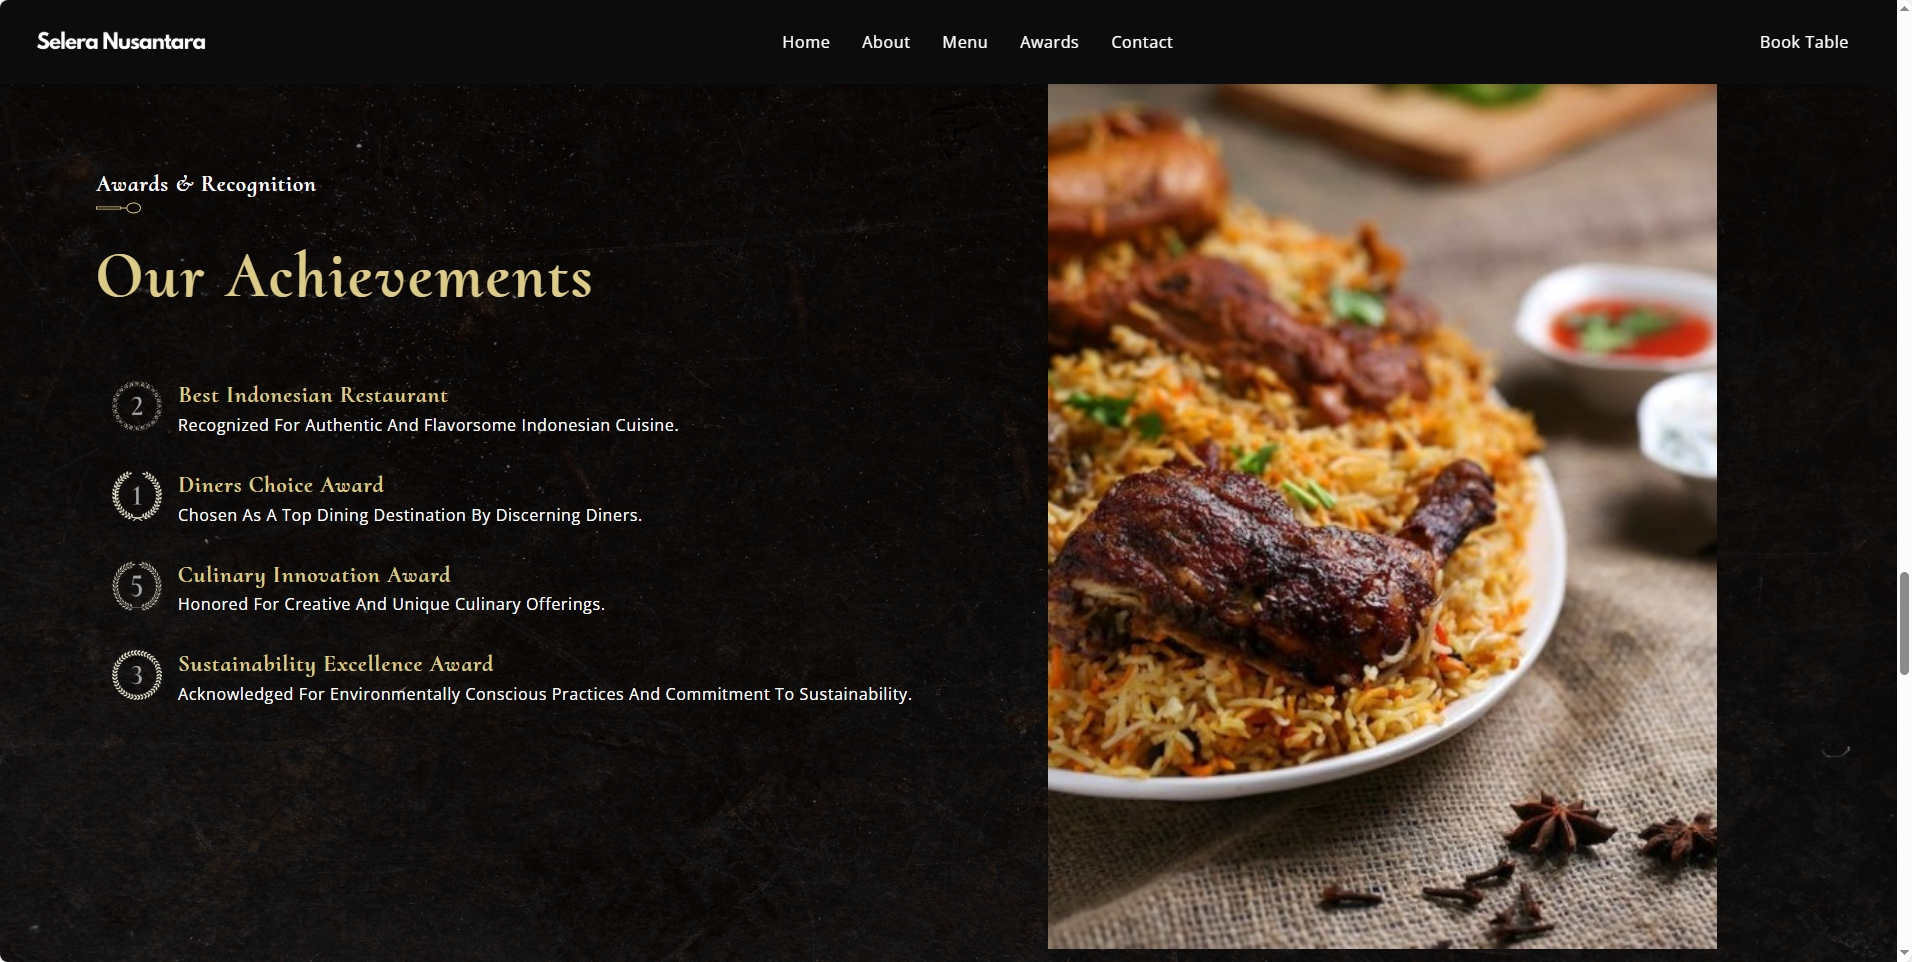 Selera Nusantara
Home About Menu Awards Contact
Book Table
Awards & Recognition
Our Achievements
2
Best Indonesian Restaurant
Recognized For Authentic And Flavorsome Indonesian Cuisine.
1
Diners Choice Award
Chosen As A Top Dining Destination By Discerning Diners.
5
Culinary Innovation Award
Honored For Creative And Unique Culinary Offerings.
3
Sustainability Excellence Award
Acknowledged For Environmentally Conscious Practices And Commitment To Sustainability.